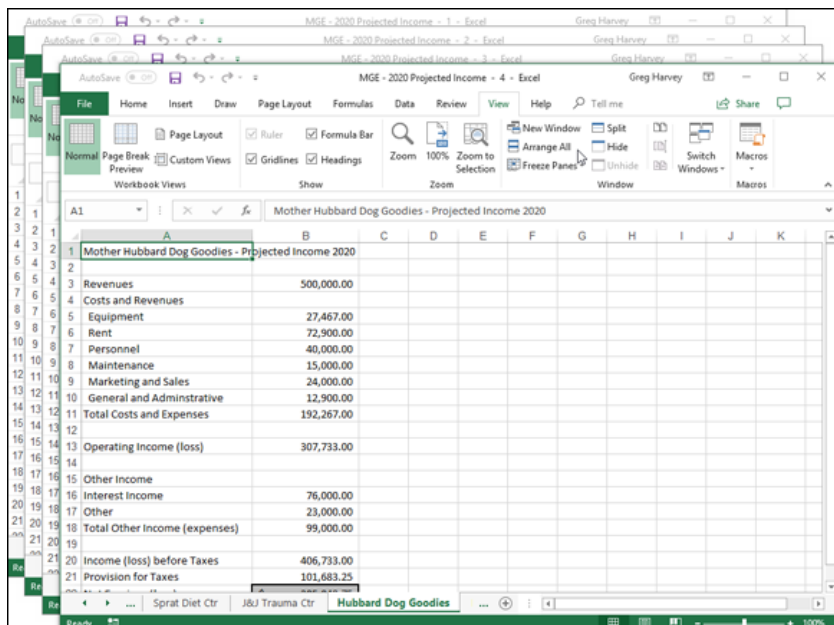 AutoSave Off MGE - 2020 Projected Income - 1 - Excel Greg Harvey
AutoSave Off MGE - 2020 Projected Income - 2 - Excel Greg Harvey
AutoSave Off MGE - 2020 Projected Income - 3 - Excel Greg Harvey
AutoSave Off MGE - 2020 Projected Income - 4 - Excel Greg Harvey
File Home Insert Draw Page Layout Formulas Data Review View Help Tell me Share
Normal Page Break Preview Page Layout Custom Views
Workbook Views
Ruler Formula Bar
Gridlines Headings
Show
Zoom 100% Zoom to Selection
Zoom
New Window Split
Arrange All Hide
Freeze Panes Unhide
Switch Windows
Window
Macros
Macros
A1 fx Mother Hubbard Dog Goodies - Projected Income 2020
A B C D E F G H I J K
1 Mother Hubbard Dog Goodies - Projected Income 2020
2
3 Revenues 500,000.00
4 Costs and Revenues
5 Equipment 27,467.00
6 Rent 72,900.00
7 Personnel 40,000.00
8 Maintenance 15,000.00
9 Marketing and Sales 24,000.00
10 General and Adminstrative 12,900.00
11 Total Costs and Expenses 192,267.00
12
13 Operating Income (loss) 307,733.00
14
15 Other Income
16 Interest Income 76,000.00
17 Other 23,000.00
18 Total Other Income (expenses) 99,000.00
19
20 Income (loss) before Taxes 406,733.00
21 Provision for Taxes 101,683.25
... Sprat Diet Ctr J&J Trauma Ctr Hubbard Dog Goodies ...
Ready 100%